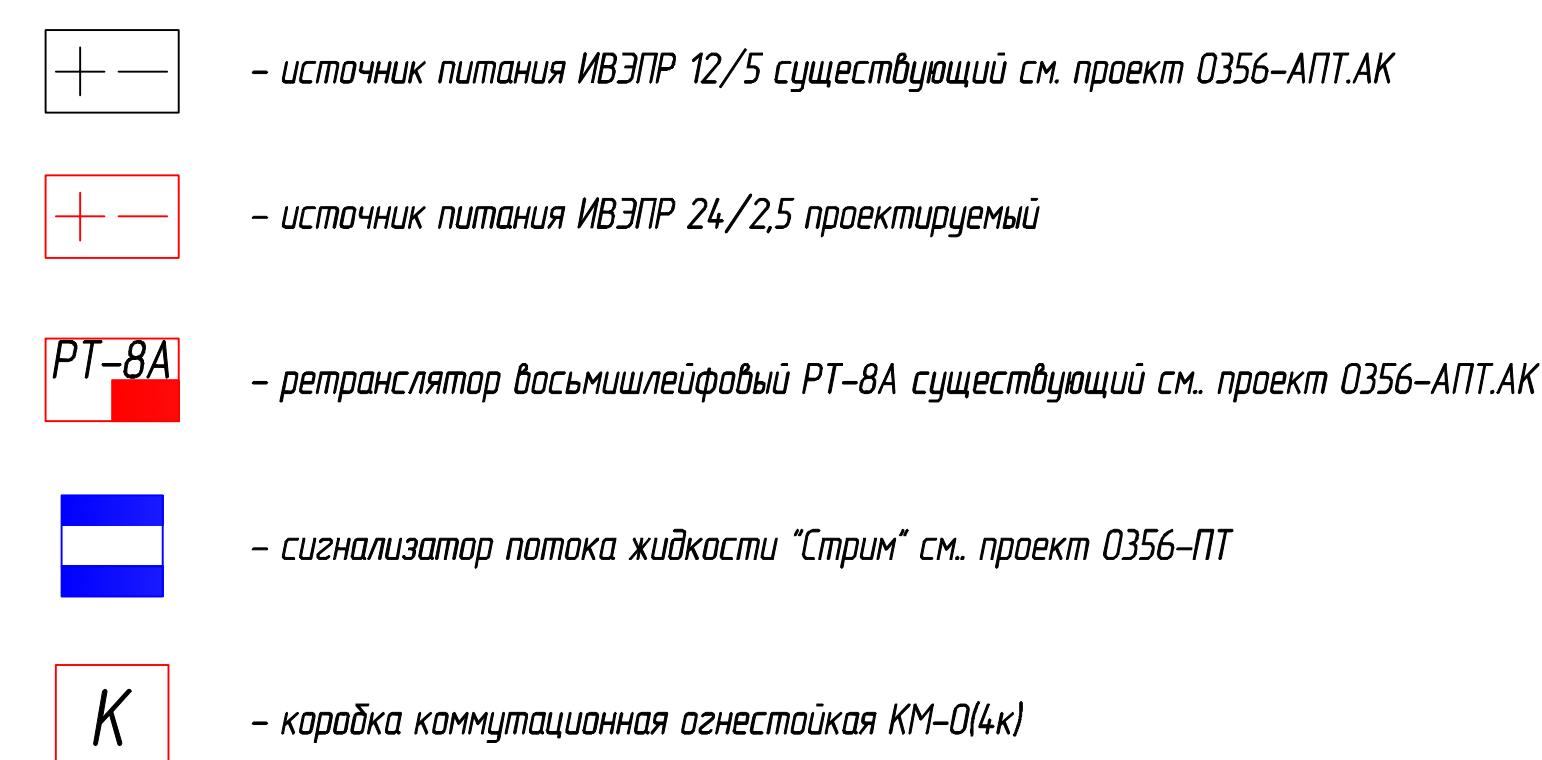 – источник питания ИВЭПР 12/5 существующий см. проект 0356–АПТ.АК
– источник питания ИВЭПР 24/2,5 проектируемый
РТ–8А – ретранслятор восьмишлейфовый РТ–8А существующий см.. проект 0356–АПТ.АК
– сигнализатор потока жидкости "Стрим" см.. проект 0356–ПТ
К – коробка коммутационная огнестойкая КМ–О(4к)